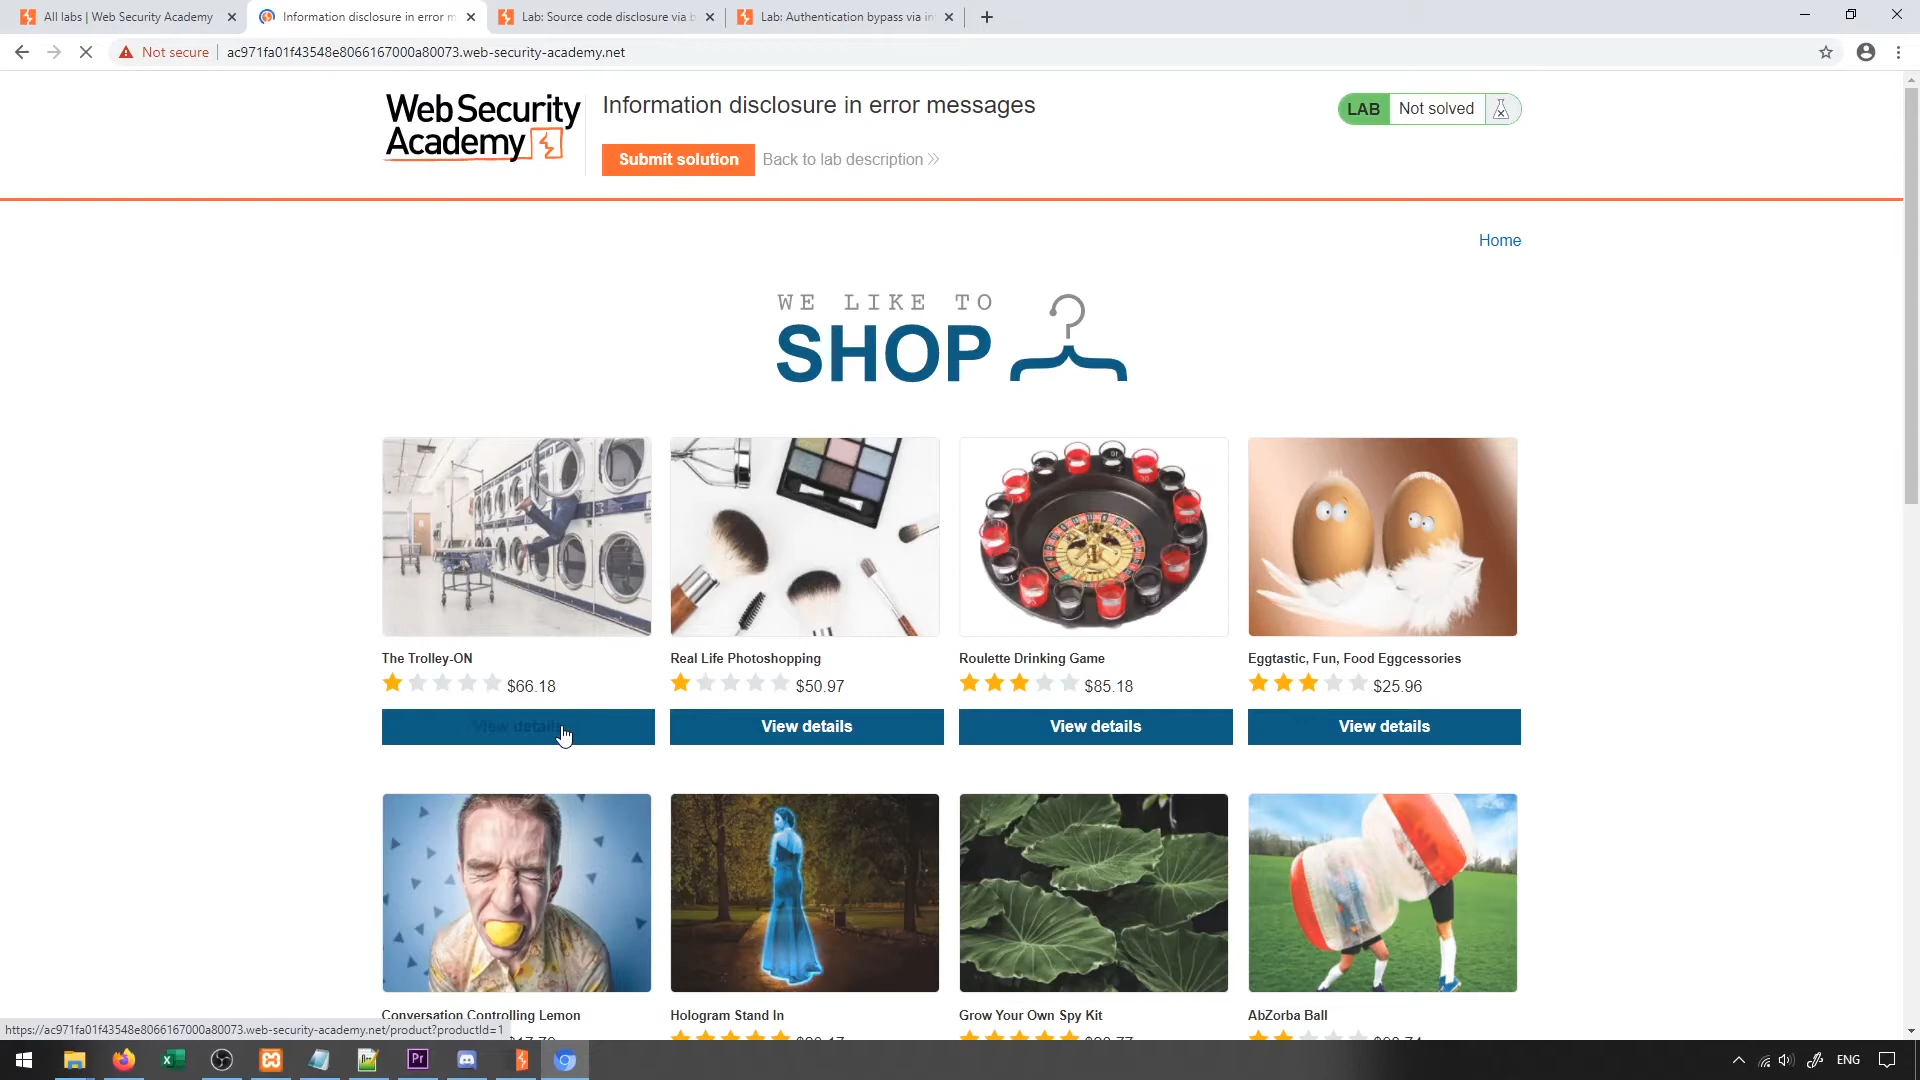 All labs | Web Security Academy
Information disclosure in error m
Lab: Source code disclosure via b
Lab: Authentication bypass via in
Not secure
ac971fa01f43548e8066167000a80073.web-security-academy.net
Web Security
Academy
Information disclosure in error messages
LAB
Not solved
Submit solution
Back to lab description
Home
WE LIKE TO
SHOP
The Trolley-ON
Real Life Photoshopping
Roulette Drinking Game
Eggtastic, Fun, Food Eggcessories
$66.18
$50.97
$85.18
$25.96
View details
View details
View details
View details
Conversation Controlling Lemon
Hologram Stand In
Grow Your Own Spy Kit
AbZorba Ball
https://ac971fa01f43548e8066167000a80073.web-security-academy.net/product?productId=1
Pr
ENG